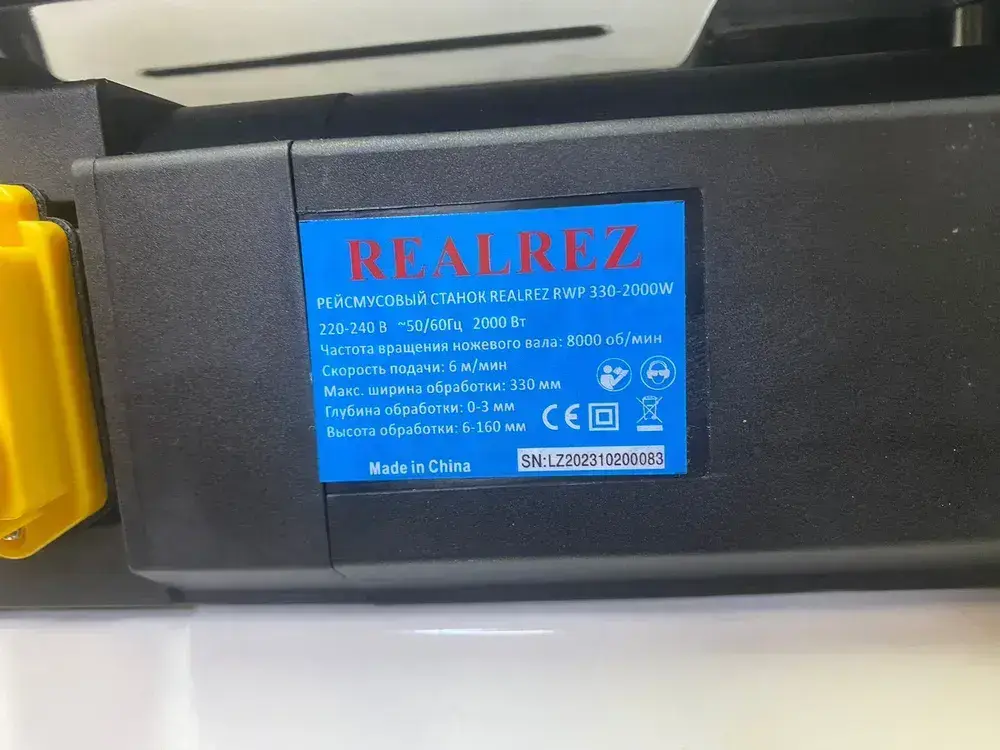 REALREZ
РЕЙСМУСОВЫЙ СТАНОК REALREZ RWP 330-2000W
220-240 В ~50/60Гц 2000 Вт
Частота вращения ножевого вала: 8000 об/мин
Скорость подачи: 6 м/мин
Макс. ширина обработки: 330 мм
Глубина обработки: 0-3 мм
Высота обработки: 6-160 мм
CE
Made in China
SN:LZ202310200083